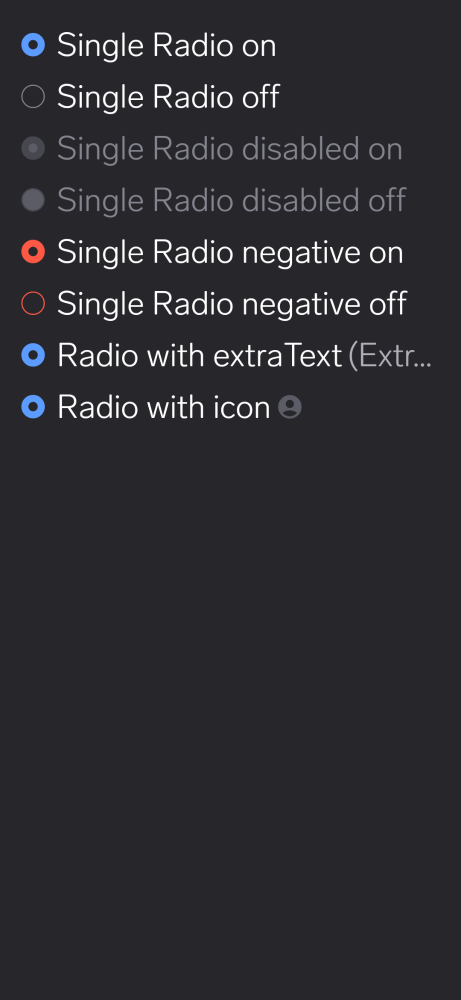 Single Radio on
Single Radio off
Single Radio disabled on
Single Radio disabled off
Single Radio negative on
Single Radio negative off
Radio with extraText (Extr...
Radio with icon